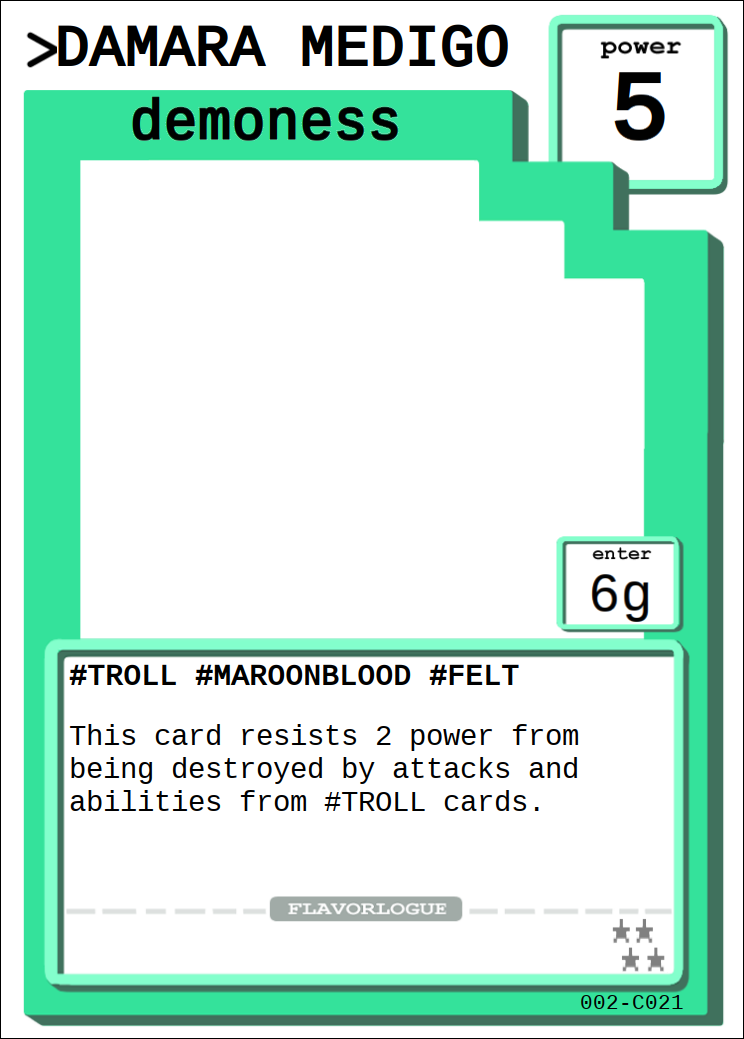 >DAMARA MEDIGO
power
5
demoness
enter
6g
#TROLL #MAROONBLOOD #FELT
This card resists 2 power from
being destroyed by attacks and
abilities from #TROLL cards.
FLAVORLOGUE
002-C021